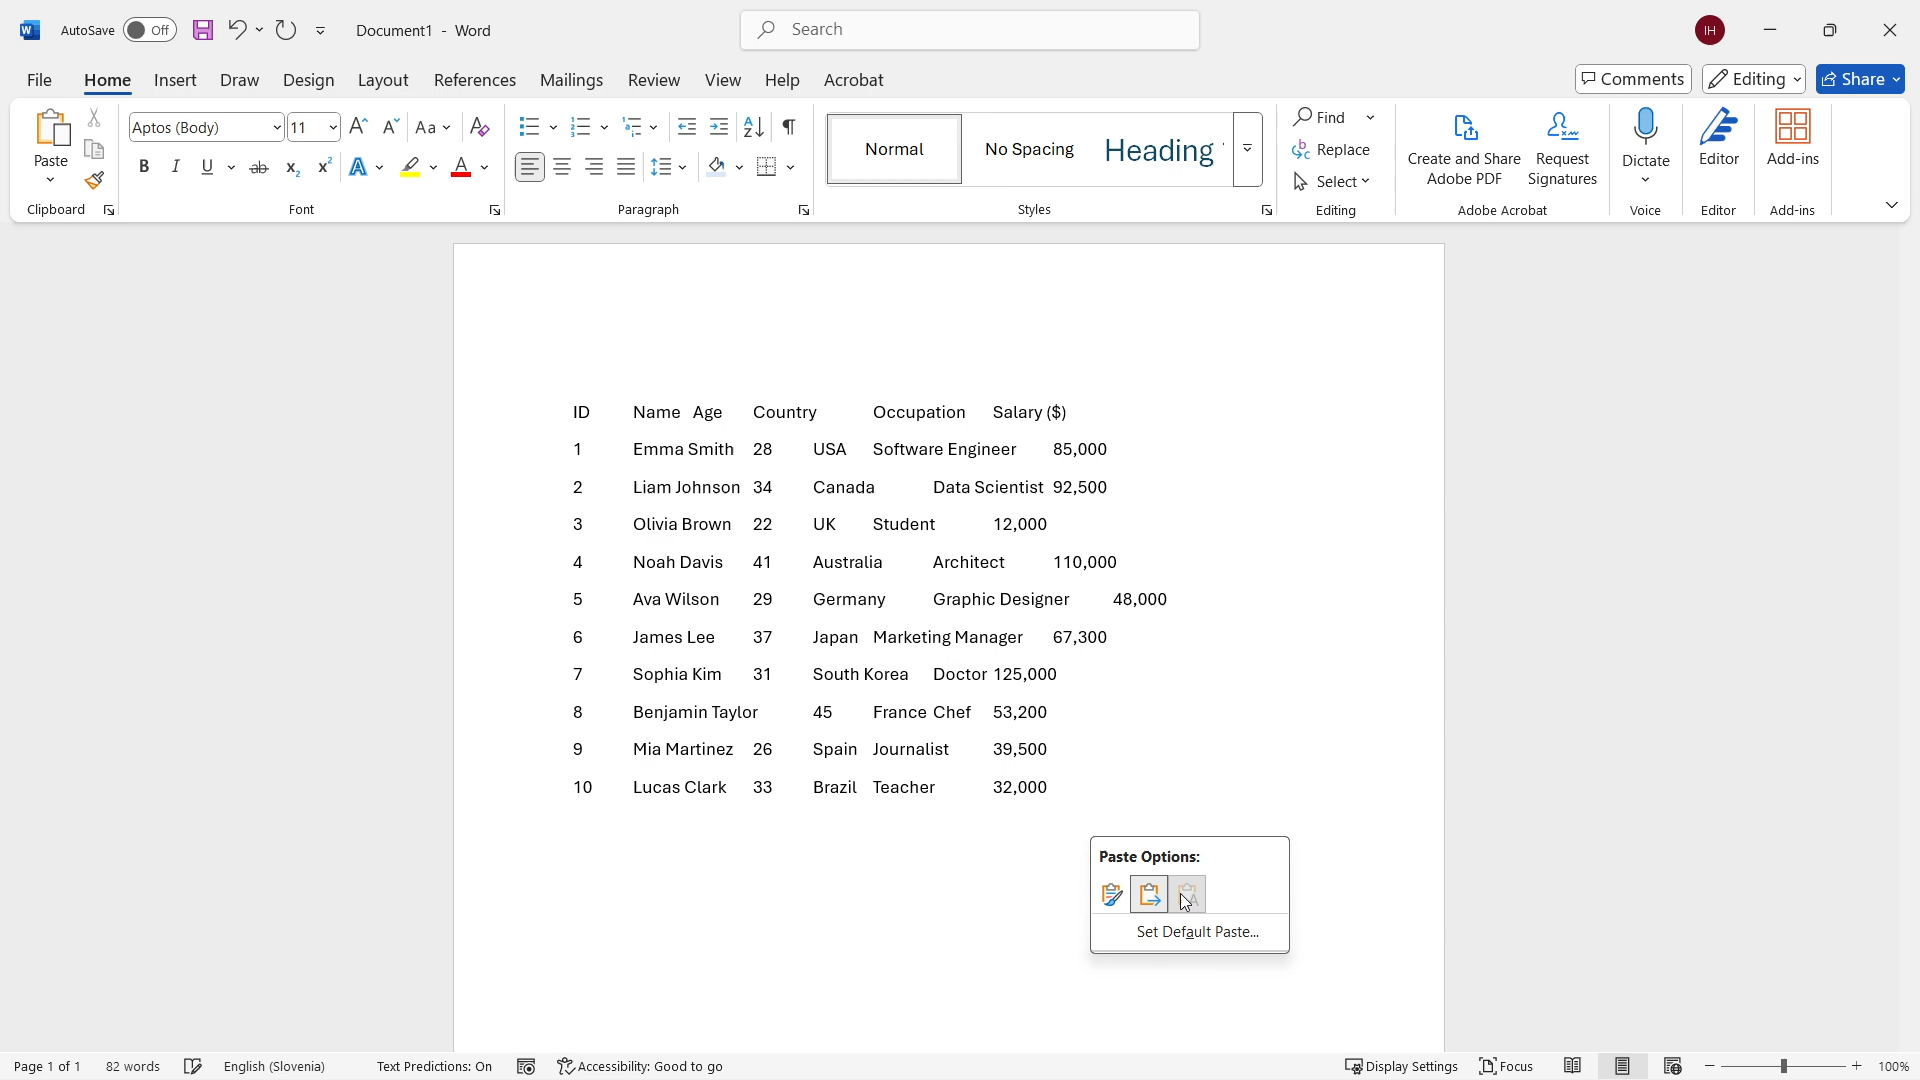 AutoSave Off Document1 - Word Search IH
File Home Insert Draw Design Layout References Mailings Review View Help Acrobat Comments Editing Share
Paste
Clipboard
Aptos (Body) 11 Aa
Font
Paragraph
Normal No Spacing Heading
Styles
Find
Replace
Select
Editing
Create and Share
Adobe PDF
Request
Signatures
Adobe Acrobat
Dictate
Voice
Editor
Editor
Add-ins
Add-ins
ID Name Age Country Occupation Salary ($)
1 Emma Smith 28 USA Software Engineer 85,000
2 Liam Johnson 34 Canada Data Scientist 92,500
3 Olivia Brown 22 UK Student 12,000
4 Noah Davis 41 Australia Architect 110,000
5 Ava Wilson 29 Germany Graphic Designer 48,000
6 James Lee 37 Japan Marketing Manager 67,300
7 Sophia Kim 31 South Korea Doctor 125,000
8 Benjamin Taylor 45 France Chef 53,200
9 Mia Martinez 26 Spain Journalist 39,500
10 Lucas Clark 33 Brazil Teacher 32,000
Paste Options:
Set Default Paste...
Page 1 of 1 82 words English (Slovenia) Text Predictions: On Accessibility: Good to go Display Settings Focus 100%